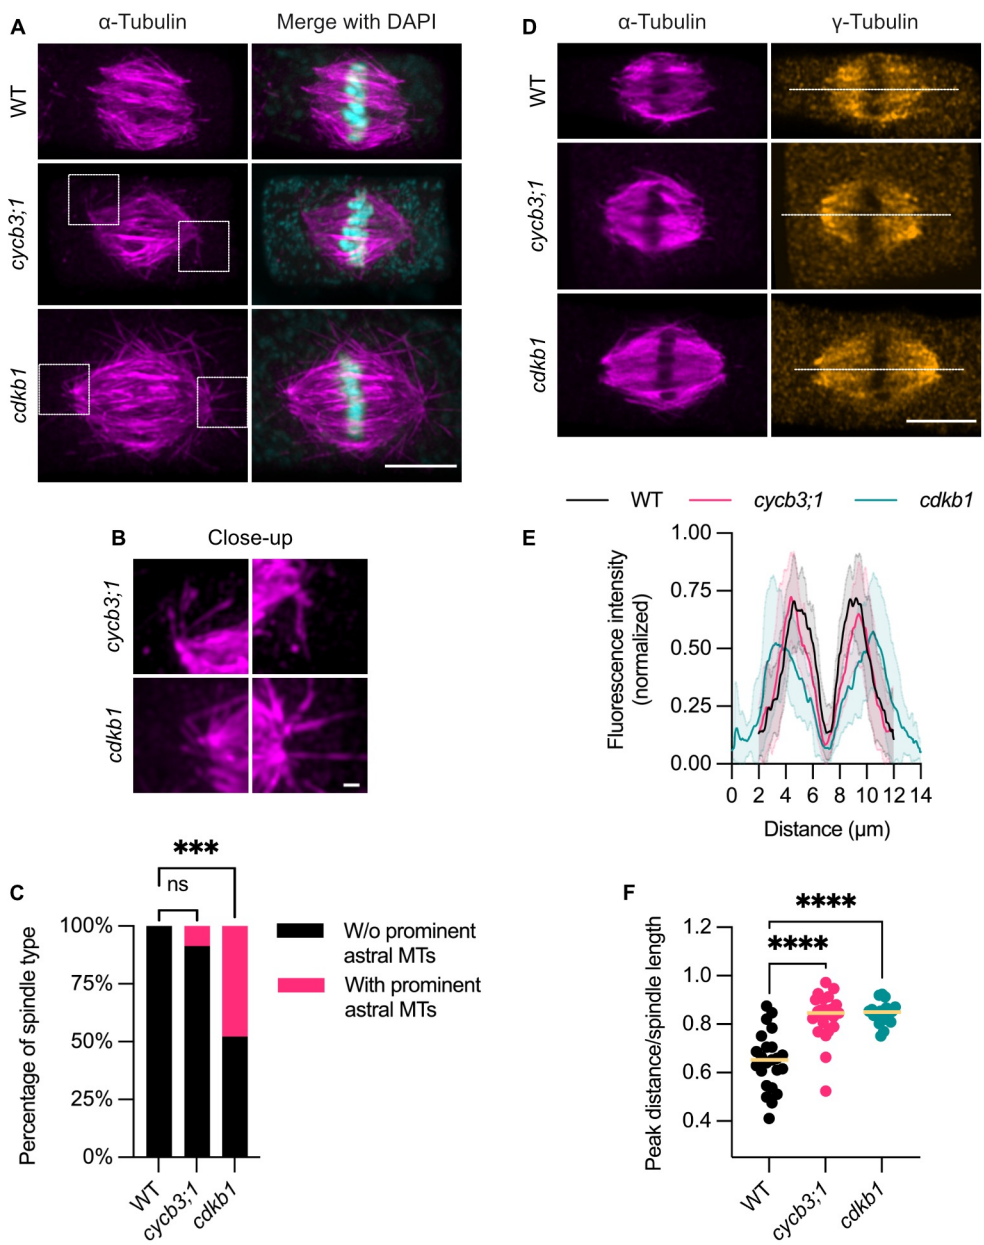 A
α-Tubulin
Merge with DAPI
WT
cycb3;1
cdkb1
B
Close-up
cycb3;1
cdkb1
C
***
ns
Percentage of spindle type
100%
75%
50%
25%
0%
WT
cycb3;1
cdkb1
W/o prominent
astral MTs
With prominent
astral MTs
D
α-Tubulin
γ-Tubulin
WT
cycb3;1
cdkb1
WT
cycb3;1
cdkb1
E
Fluorescence intensity
(normalized)
1.00
0.75
0.50
0.25
0.00
0 2 4 6 8 10 12 14
Distance (µm)
F
****
****
Peak distance/spindle length
1.2
1.0
0.8
0.6
0.4
WT
cycb3;1
cdkb1